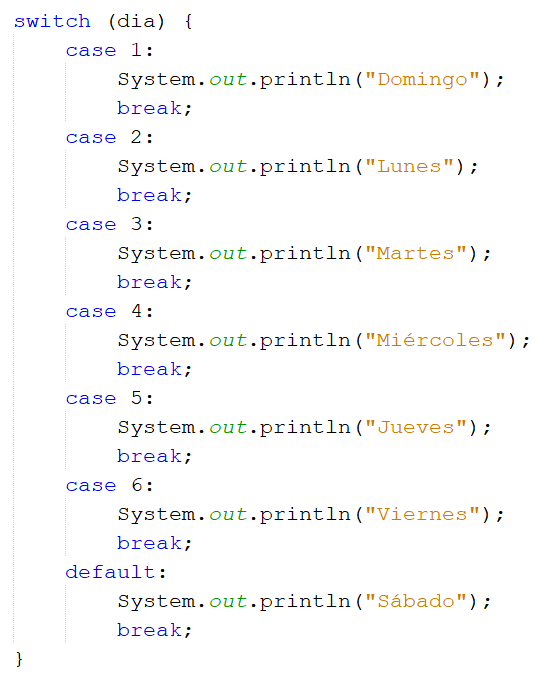 switch (dia) {
    case 1:
        System.out.println("Domingo");
        break;
    case 2:
        System.out.println("Lunes");
        break;
    case 3:
        System.out.println("Martes");
        break;
    case 4:
        System.out.println("Miércoles");
        break;
    case 5:
        System.out.println("Jueves");
        break;
    case 6:
        System.out.println("Viernes");
        break;
    default:
        System.out.println("Sábado");
        break;
}